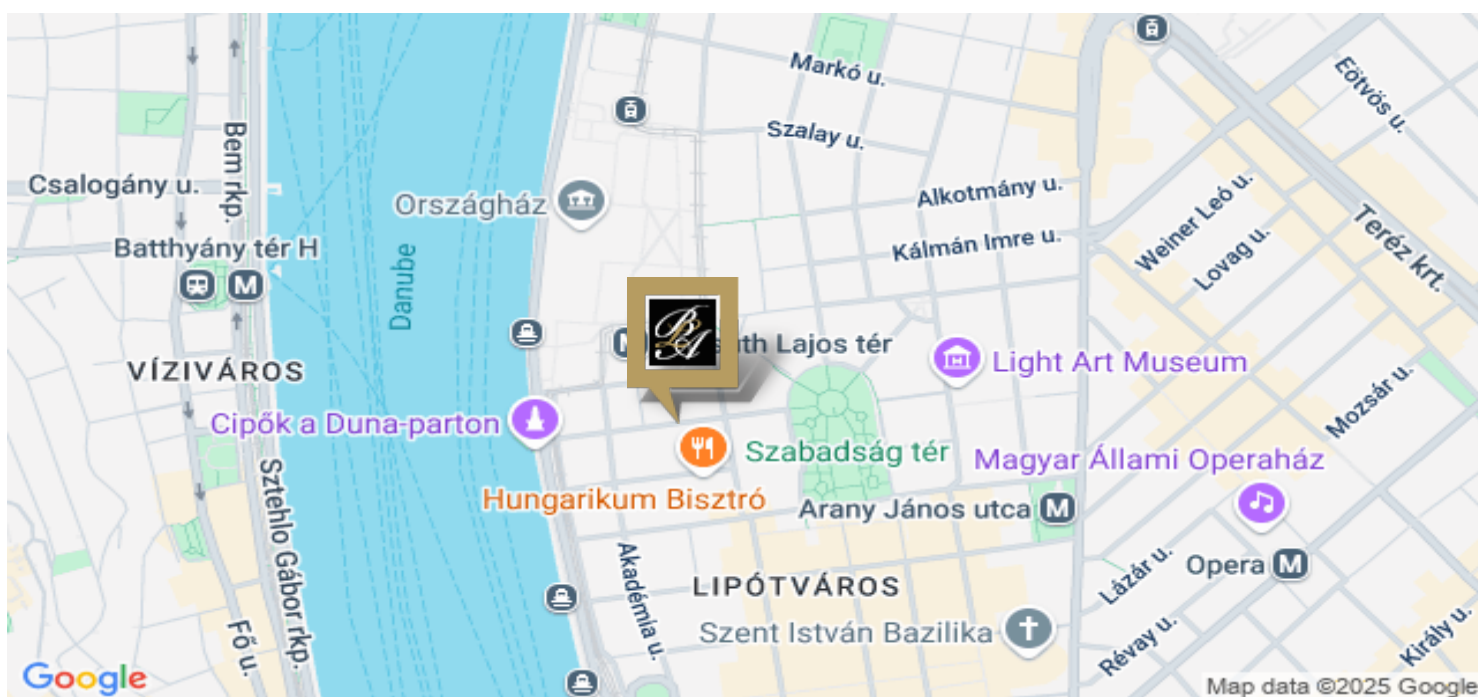 Markó u.
Eötvös u.
Szalay u.
Bem rkp.
Csalogány u.
Országház
Alkotmány u.
Weiner Leó u.
Teréz krt.
Batthyány tér H
Kálmán Imre u.
Lovag u.
M
Danube
M
Lajos tér
Light Art Museum
VÍZIVÁROS
Mozsár u.
Cipők a Duna-parton
Szabadság tér
Magyar Állami Operaház
Hungarikum Bisztró
Arany János utca M
Sztehlo Gábor rkp.
Akadémia u.
Opera M
Lázár u.
LIPÓTVÁROS
Fő u.
Szent István Bazilika
Révay u.
Király u.
Google
Map data ©2025 Google